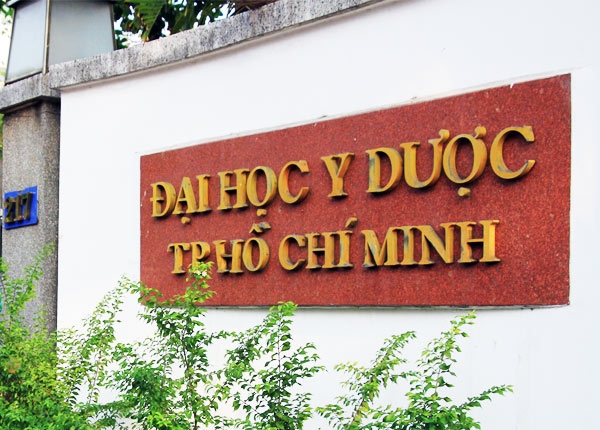 217
ĐẠI HỌC Y DƯỢC
TP.HỒ CHÍ MINH